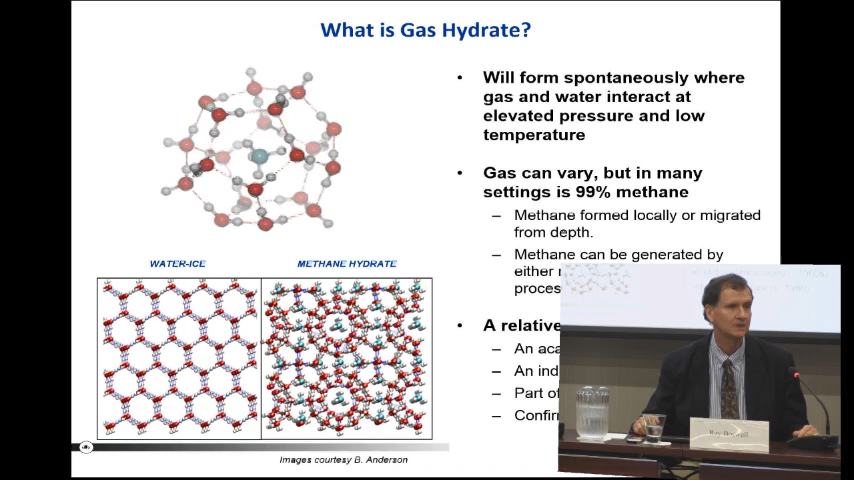 What is Gas Hydrate?
• Will form spontaneously where
gas and water interact at
elevated pressure and low
temperature
• Gas can vary, but in many
settings is 99% methane
– Methane formed locally or migrated
from depth.
– Methane can be generated by
either
proces
• A relative
– An aca
– An ind
– Part of
– Confir
WATER-ICE
METHANE HYDRATE
Images courtesy B. Anderson